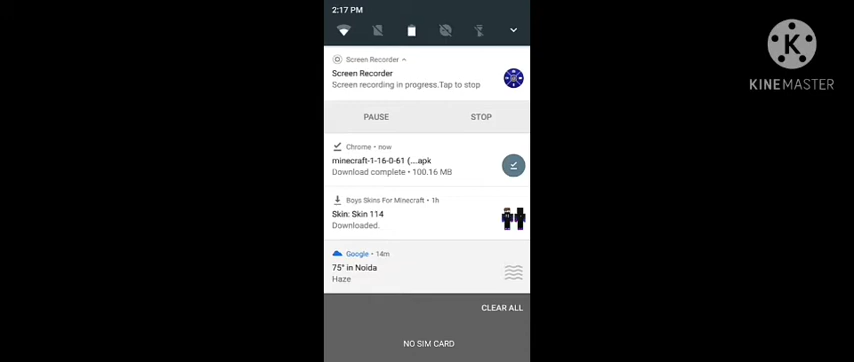 2:17 PM
Screen Recorder
Screen Recorder
Screen recording in progress.Tap to stop
PAUSE
STOP
Chrome • now
minecraft-1-16-0-61 (....apk
Download complete • 100.16 MB
Boys Skins For Minecraft • 1h
Skin: Skin 114
Downloaded.
Google • 14m
75° in Noida
Haze
CLEAR ALL
NO SIM CARD
K
KINEMASTER